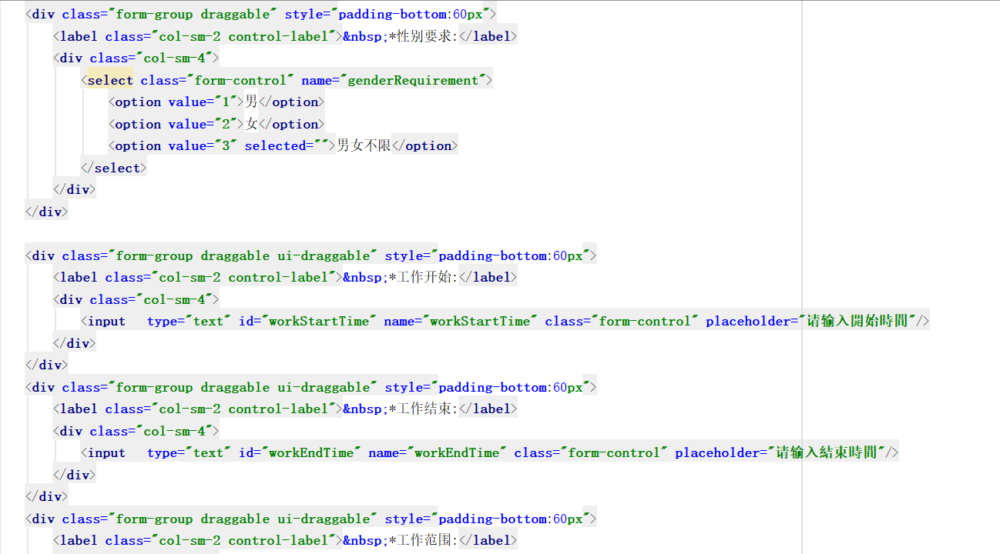 <div class="form-group draggable" style="padding-bottom:60px">
<label class="col-sm-2 control-label">&nbsp;*性别要求:</label>
<div class="col-sm-4">
<select class="form-control" name="genderRequirement">
<option value="1">男</option>
<option value="2">女</option>
<option value="3" selected="">男女不限</option>
</select>
</div>
</div>
<div class="form-group draggable ui-draggable" style="padding-bottom:60px">
<label class="col-sm-2 control-label">&nbsp;*工作开始:</label>
<div class="col-sm-4">
<input   type="text" id="workStartTime" name="workStartTime" class="form-control" placeholder="请输入開始時間"/>
</div>
</div>
<div class="form-group draggable ui-draggable" style="padding-bottom:60px">
<label class="col-sm-2 control-label">&nbsp;*工作结束:</label>
<div class="col-sm-4">
<input   type="text" id="workEndTime" name="workEndTime" class="form-control" placeholder="请输入結束時間"/>
</div>
</div>
<div class="form-group draggable ui-draggable" style="padding-bottom:60px">
<label class="col-sm-2 control-label">&nbsp;*工作范围:</label>